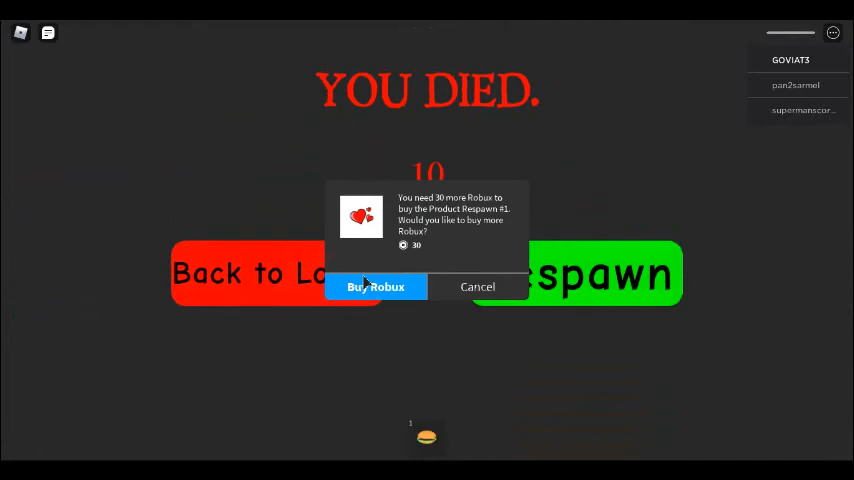 GOVIAT3
pan2sarmel
supermanscor...
YOU DIED.
10
You need 30 more Robux to
buy the Product Respawn #1.
Would you like to buy more
Robux?
30
Back to Lo
espawn
Buy Robux
Cancel
1